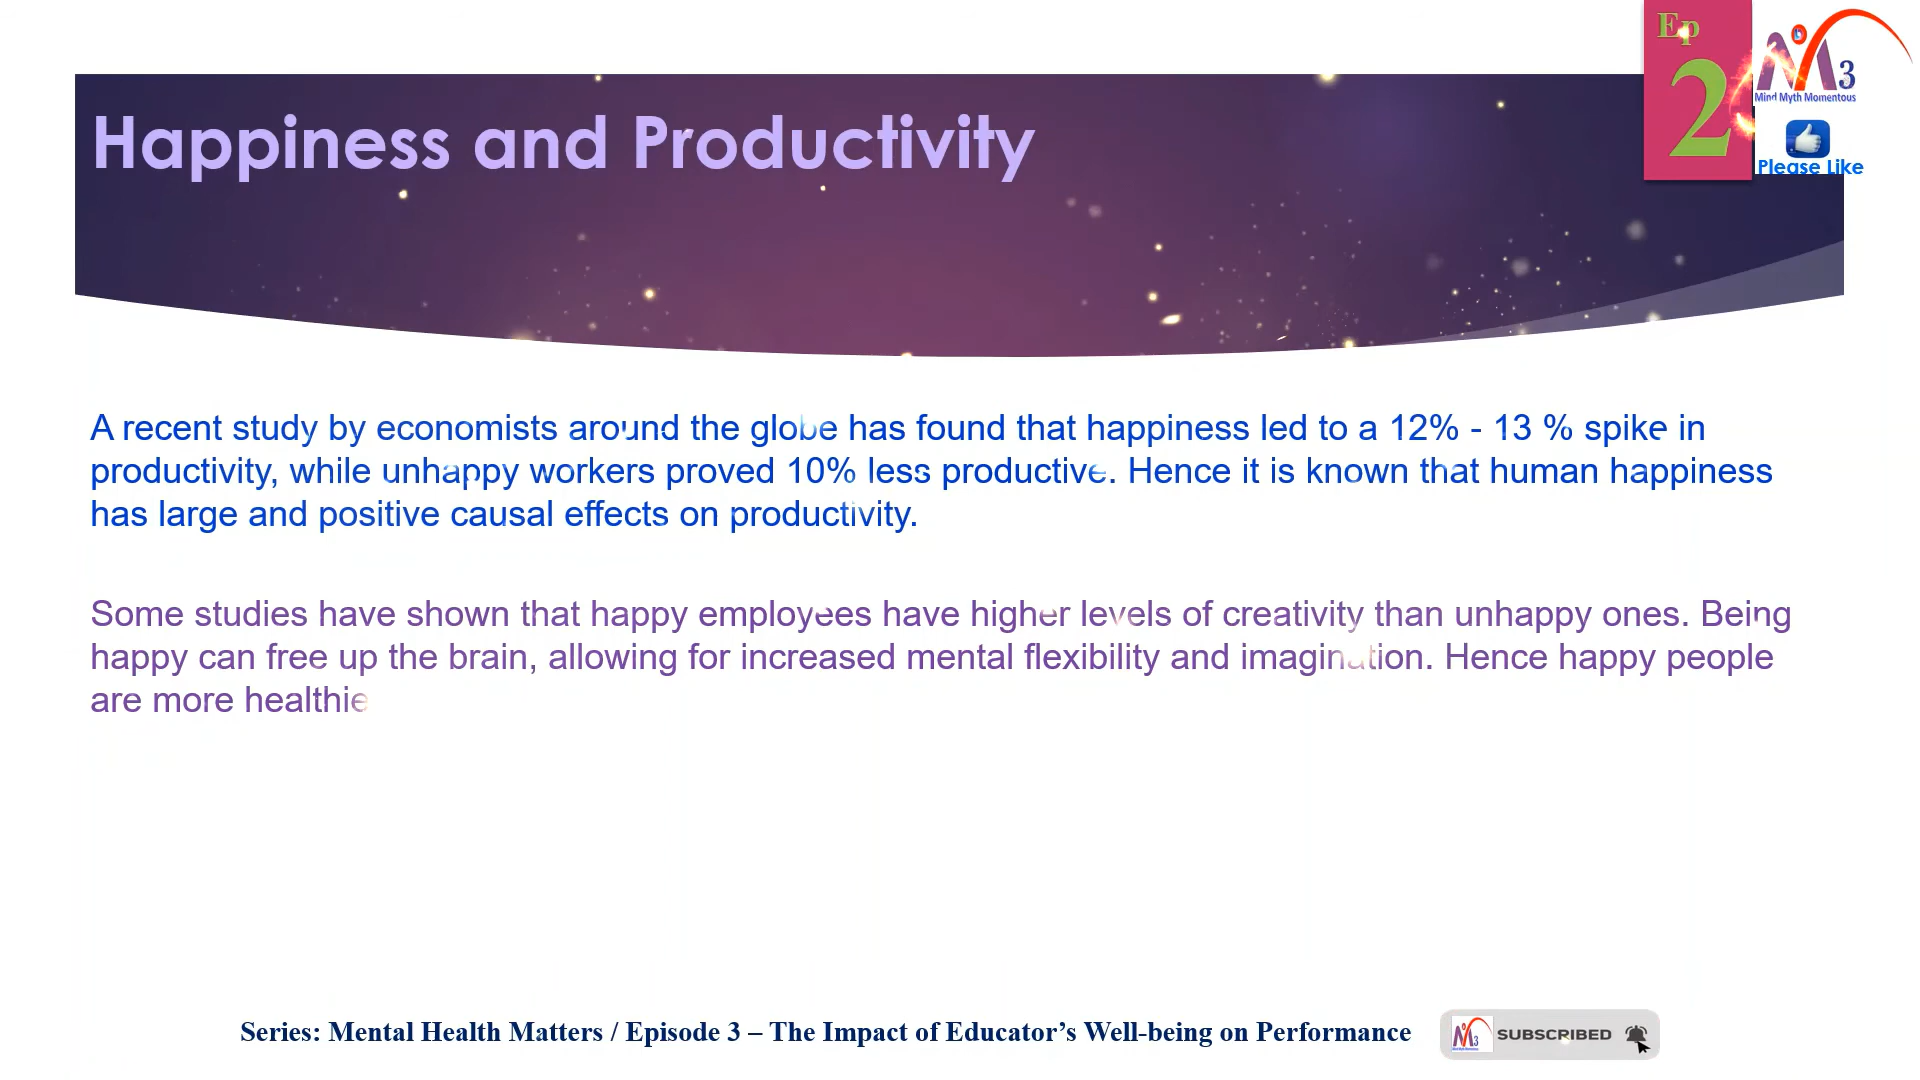 Ep
2
M3
Mind Myth Momentous
Please Like
Happiness and Productivity
A recent study by economists around the globe has found that happiness led to a 12% - 13 % spike in
productivity, while unhappy workers proved 10% less productive. Hence it is known that human happiness
has large and positive causal effects on productivity.
Some studies have shown that happy employees have higher levels of creativity than unhappy ones. Being
happy can free up the brain, allowing for increased mental flexibility and imagination. Hence happy people
are more healthie
Series: Mental Health Matters / Episode 3 – The Impact of Educator’s Well-being on Performance
M3
SUBSCRIBED